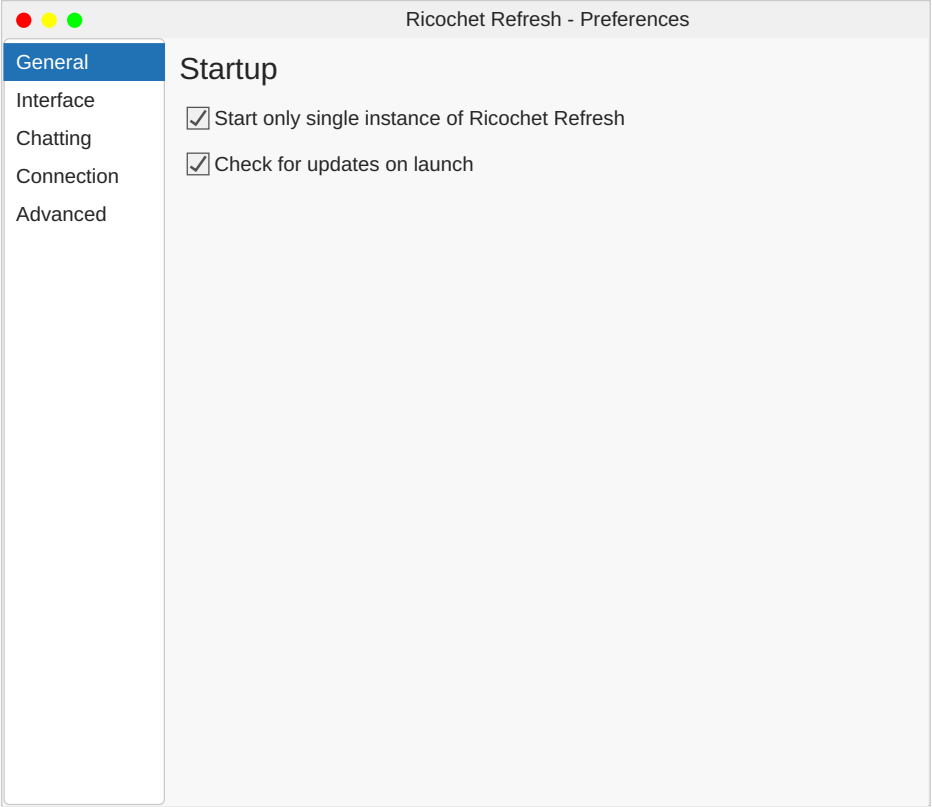 Ricochet Refresh - Preferences
General
Interface
Chatting
Connection
Advanced
Startup
Start only single instance of Ricochet Refresh
Check for updates on launch